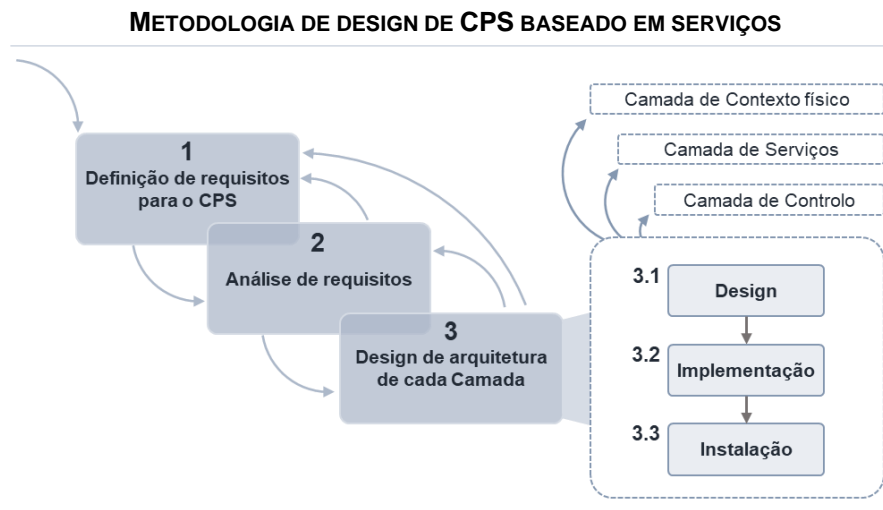 METODOLOGIA DE DESIGN DE CPS BASEADO EM SERVIÇOS
1
Definição de requisitos
para o CPS
2
Análise de requisitos
3
Design de arquitetura
de cada Camada
Camada de Contexto físico
Camada de Serviços
Camada de Controlo
3.1
Design
3.2
Implementação
3.3
Instalação